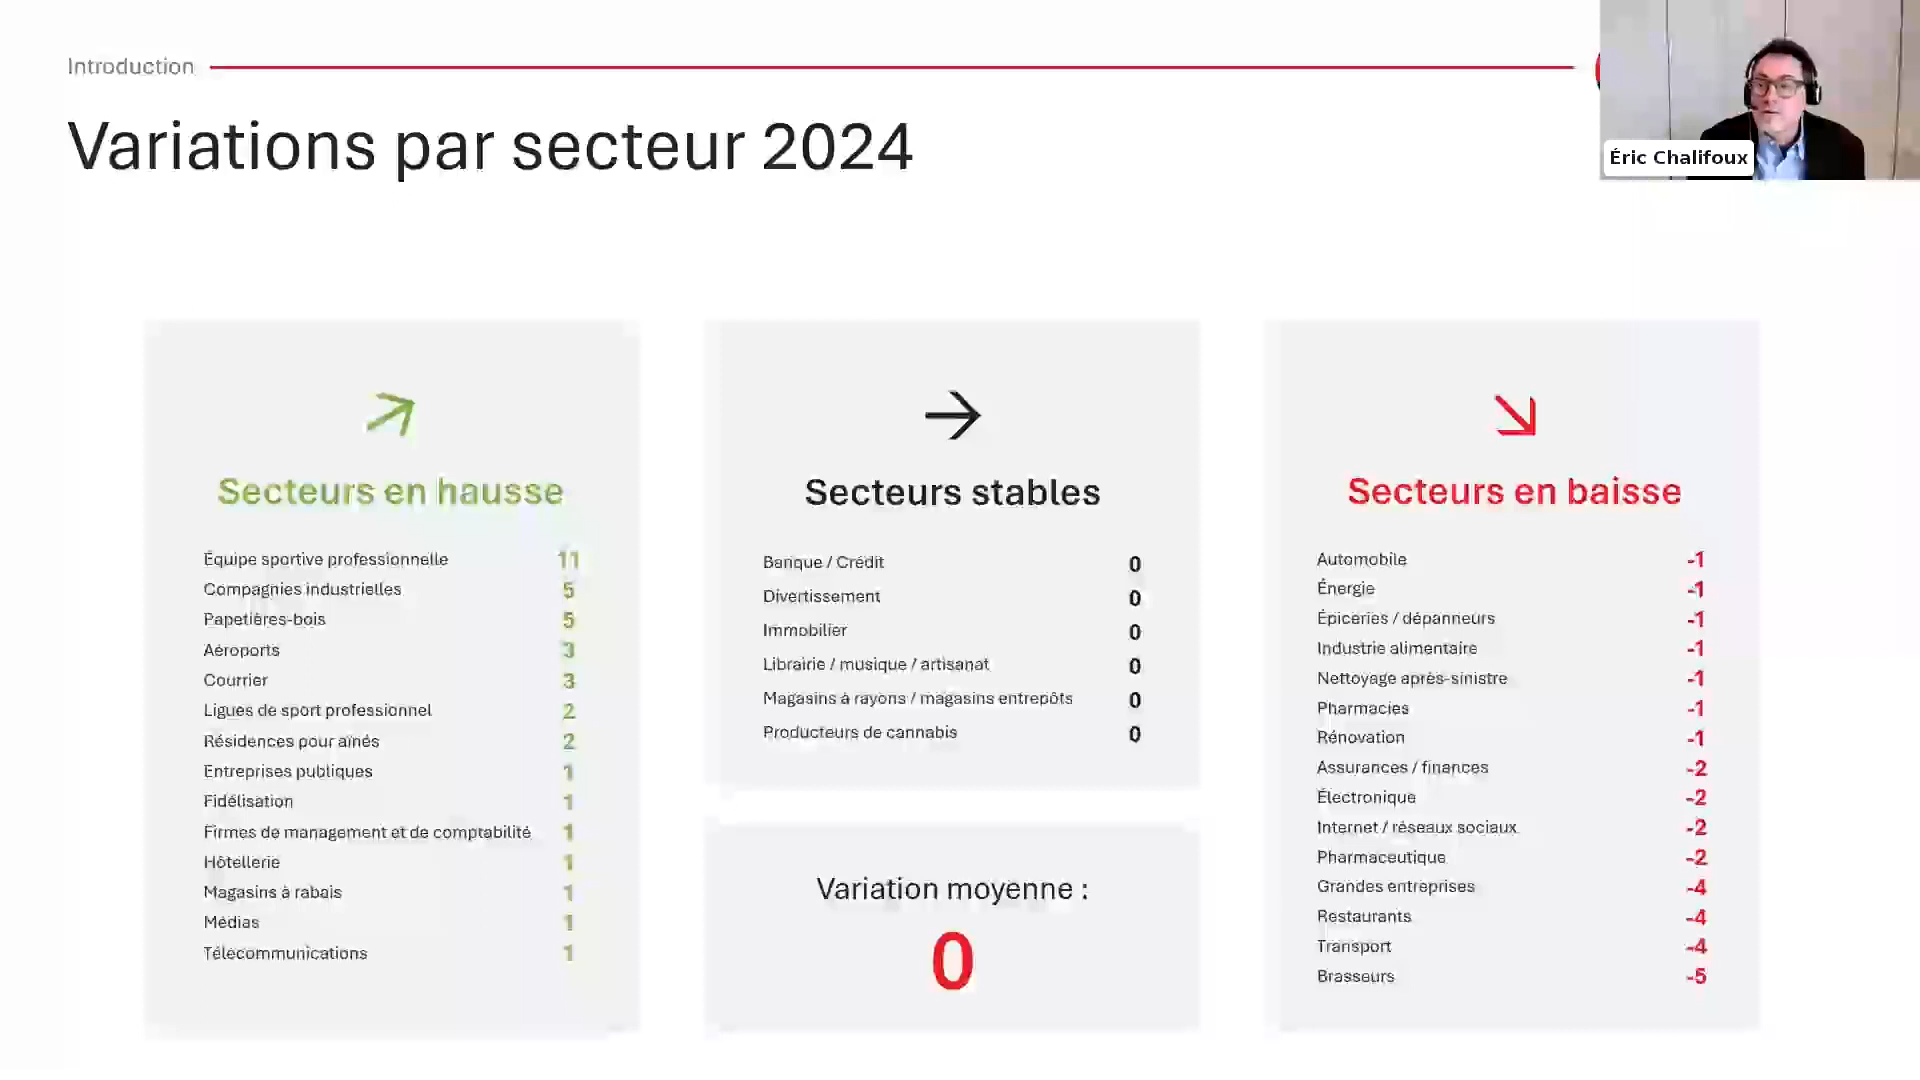 Introduction
Éric Chalifoux
Variations par secteur 2024
Secteurs en hausse
Équipe sportive professionnelle 11
Compagnies industrielles 5
Papetières-bois 5
Aéroports 3
Courrier 3
Ligues de sport professionnel 2
Résidences pour aînés 2
Entreprises publiques 1
Fidélisation 1
Firmes de management et de comptabilité 1
Hôtellerie 1
Magasins à rabais 1
Médias 1
Télécommunications 1
Secteurs stables
Banque / Crédit 0
Divertissement 0
Immobilier 0
Librairie / musique / artisanat 0
Magasins à rayons / magasins entrepôts 0
Producteurs de cannabis 0
Variation moyenne :
0
Secteurs en baisse
Automobile -1
Énergie -1
Épiceries / dépanneurs -1
Industrie alimentaire -1
Nettoyage après-sinistre -1
Pharmacies -1
Rénovation -1
Assurances / finances -2
Électronique -2
Internet / réseaux sociaux -2
Pharmaceutique -2
Grandes entreprises -4
Restaurants -4
Transport -4
Brasseurs -5